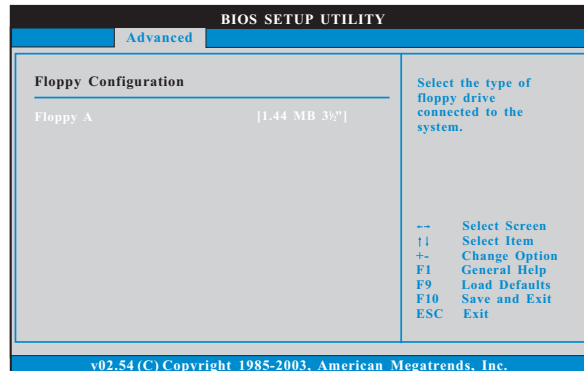 BIOS SETUP UTILITY
Advanced
Floppy Configuration
Floppy A [1.44 MB 3½"]
Select the type of
floppy drive
connected to the
system.
←→ Select Screen
↑↓ Select Item
+- Change Option
F1 General Help
F9 Load Defaults
F10 Save and Exit
ESC Exit
v02.54 (C) Copyright 1985-2003, American Megatrends, Inc.